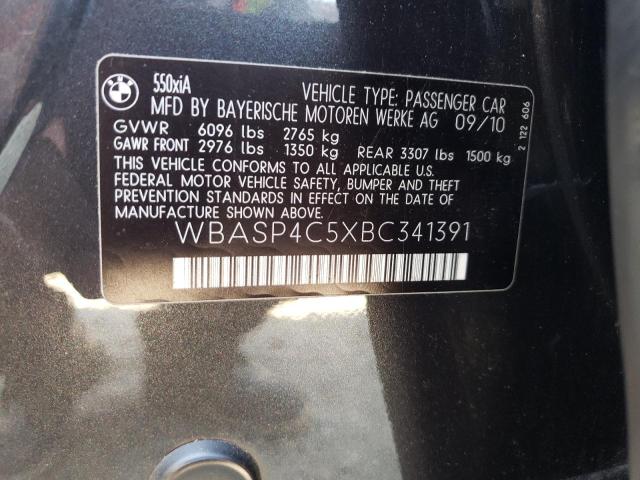 BMW
550xiA VEHICLE TYPE: PASSENGER CAR
MFD BY BAYERISCHE MOTOREN WERKE AG 09/10
GVWR 6096 lbs 2765 kg
GAWR FRONT 2976 lbs 1350 kg REAR 3307 lbs 1500 kg
THIS VEHICLE CONFORMS TO ALL APPLICABLE U.S.
FEDERAL MOTOR VEHICLE SAFETY, BUMPER AND THEFT
PREVENTION STANDARDS IN EFFECT ON THE DATE OF
MANUFACTURE SHOWN ABOVE.
WBASP4C5XBC341391
2 122 606